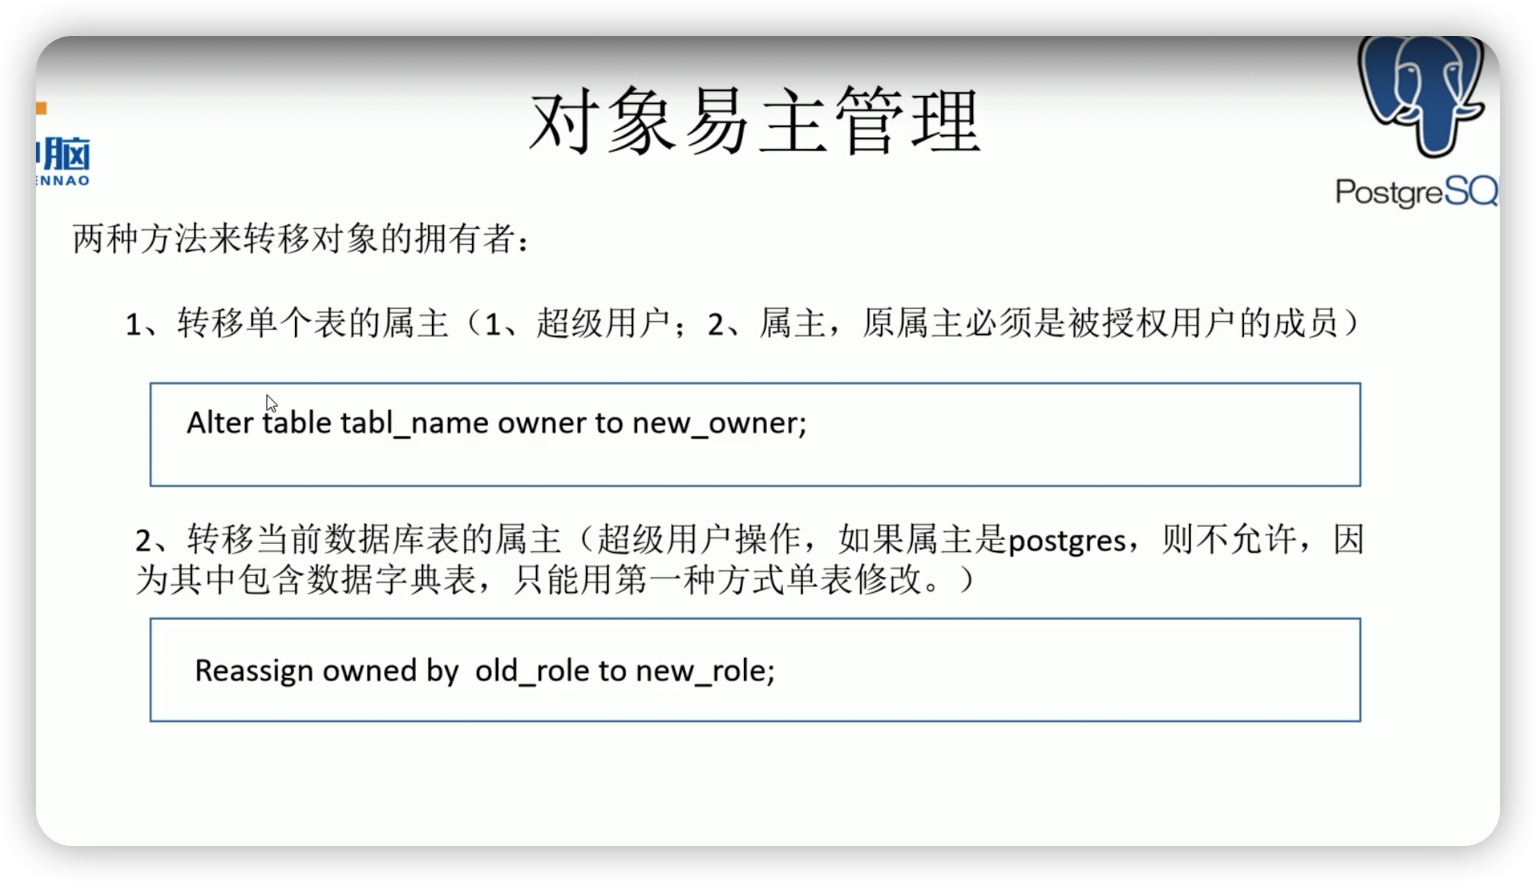 对象易主管理
脑
ENNAO
PostgreSQ
两种方法来转移对象的拥有者：
1、转移单个表的属主（1、超级用户；2、属主，原属主必须是被授权用户的成员）
Alter table tabl_name owner to new_owner;
2、转移当前数据库表的属主（超级用户操作，如果属主是postgres，则不允许，因
为其中包含数据字典表，只能用第一种方式单表修改。）
Reassign owned by  old_role to new_role;